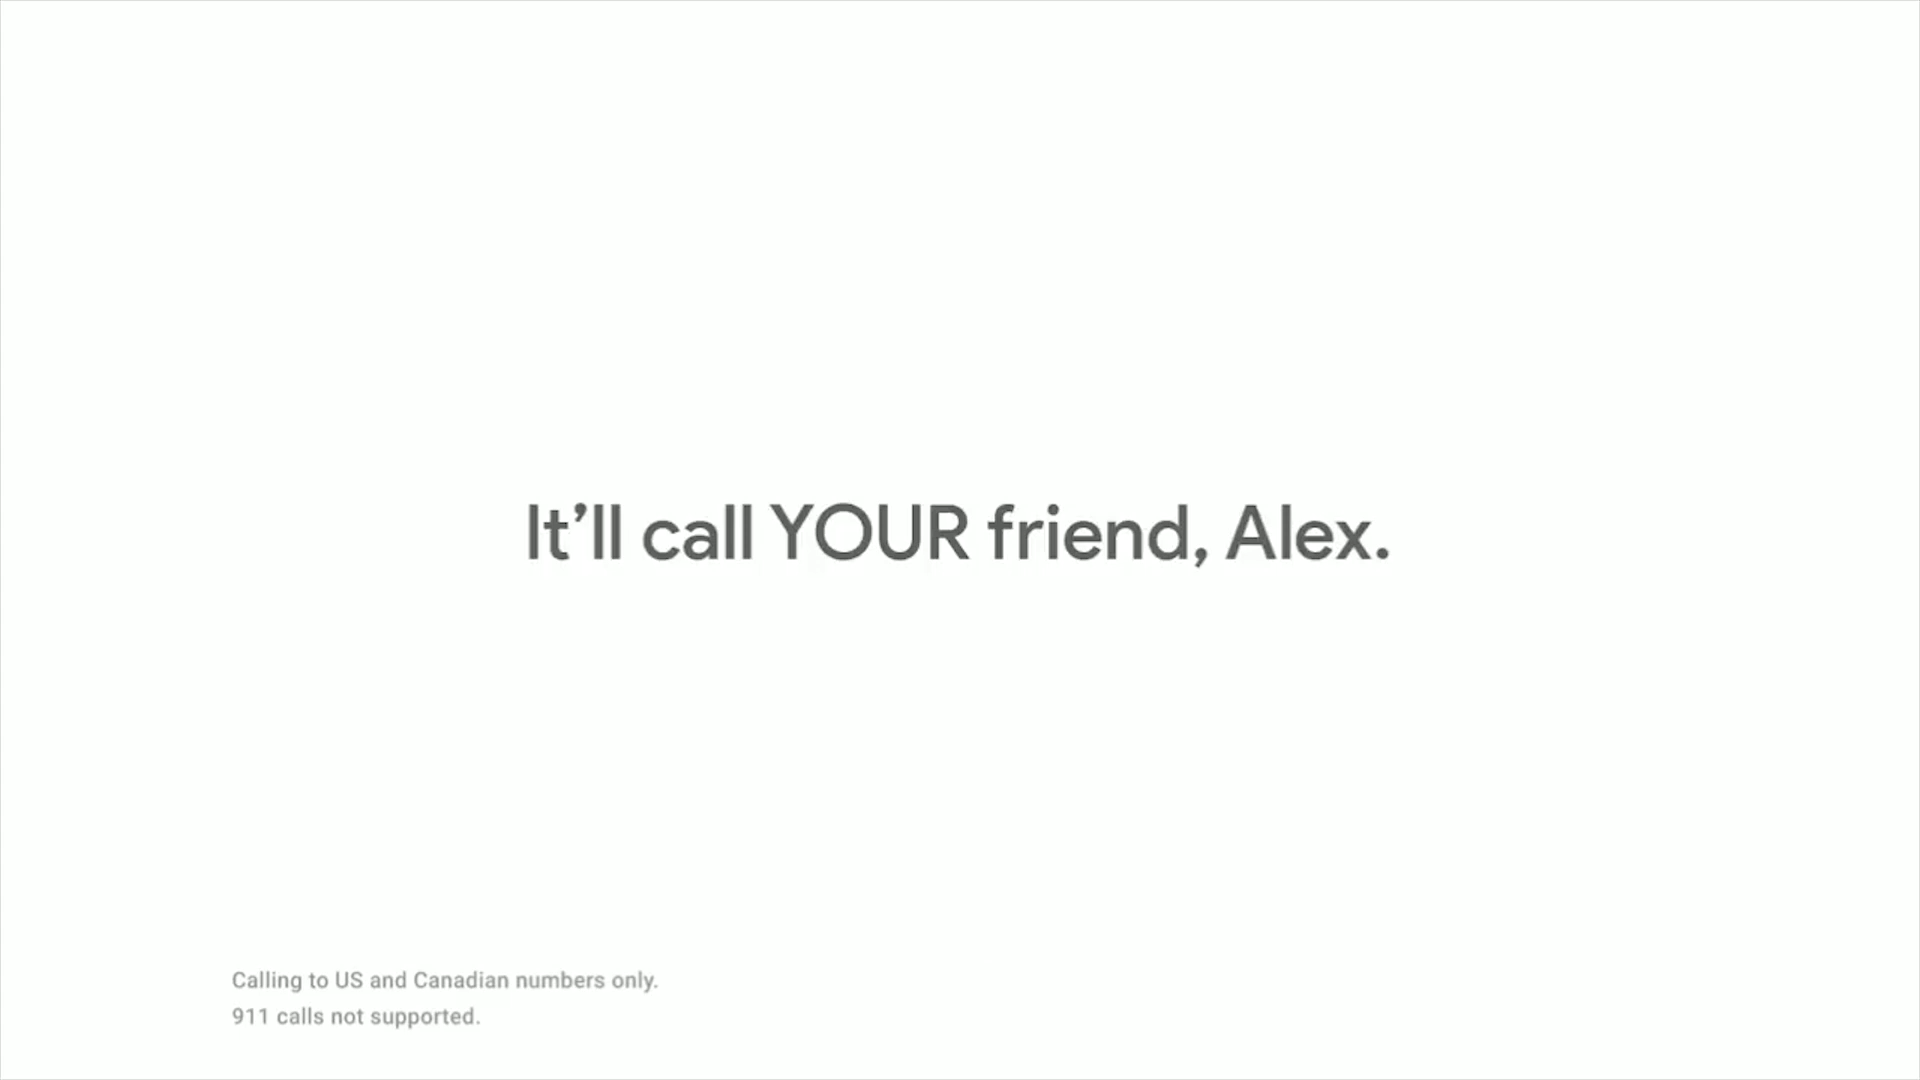 It’ll call YOUR friend, Alex.
Calling to US and Canadian numbers only.
911 calls not supported.